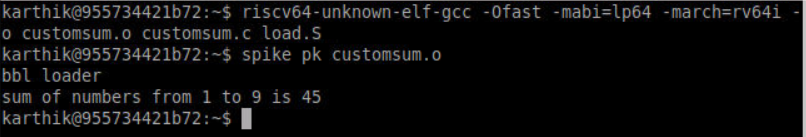 karthik@955734421b72:~$ riscv64-unknown-elf-gcc -Ofast -mabi=lp64 -march=rv64i -
o customsum.o customsum.c load.S
karthik@955734421b72:~$ spike pk customsum.o
bbl loader
sum of numbers from 1 to 9 is 45
karthik@955734421b72:~$